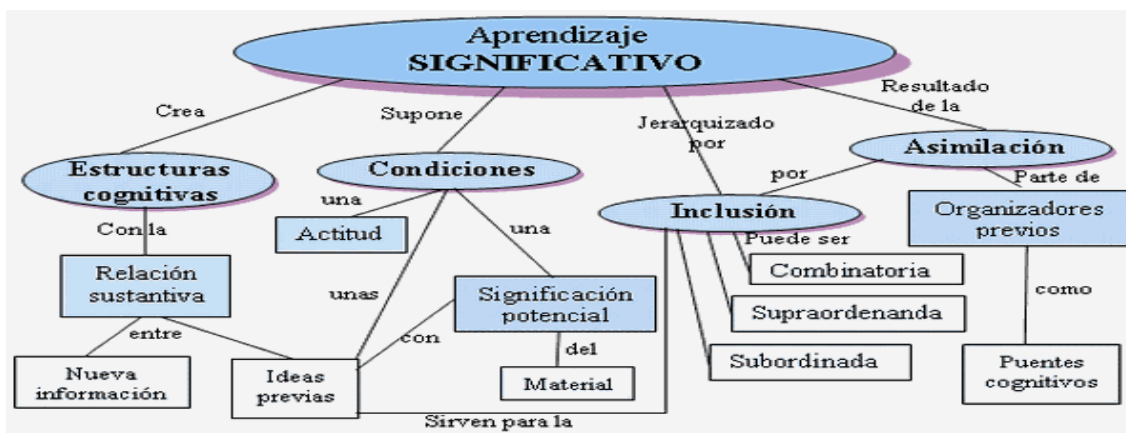 Aprendizaje
SIGNIFICATIVO
Crea
Supone
Jerarquizado
por
Resultado
de la
Estructuras
cognitivas
Condiciones
Asimilación
por
Parte de
una
Inclusión
Organizadores
previos
Con la
Actitud
una
Puede ser
Combinatoria
Relación
sustantiva
unas
Significación
potencial
como
Supraordenanda
entre
con
del
Subordinada
Nueva
información
Ideas
previas
Material
Puentes
cognitivos
Sirven para la